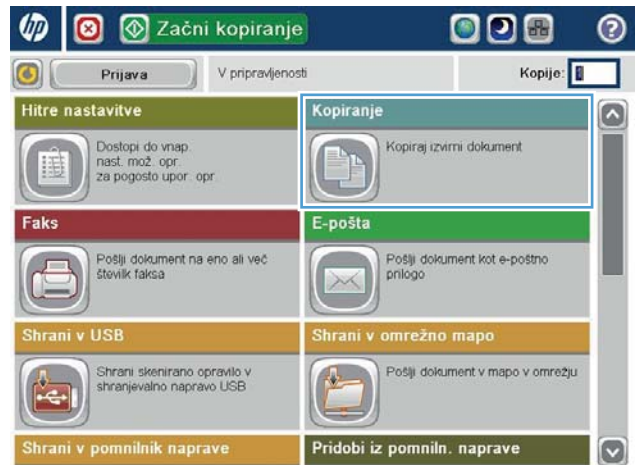 hp
Začni kopiranje
?
Prijava
V pripravljenosti
Kopije: 1
Hitre nastavitve
Dostopi do vnap.
nast. mož. opr.
za pogosto upor. opr.
Kopiranje
Kopiraj izvirni dokument
Faks
Pošlji dokument na eno ali več
številk faksa
E-pošta
Pošlji dokument kot e-poštno
prilogo
Shrani v USB
Shrani skenirano opravilo v
shranjevalno napravo USB
Shrani v omrežno mapo
Pošlji dokument v mapo v omrežju
Shrani v pomnilnik naprave
Pridobi iz pomniln. naprave